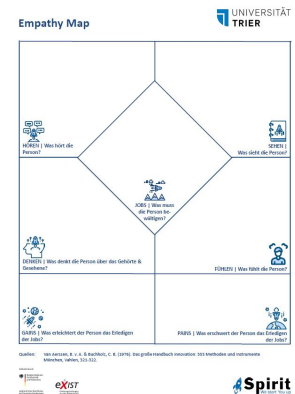 Empathy Map
UNIVERSITÄT
TRIER
HÖREN | Was hört die
Person?
SEHEN |
Was sieht die Person?
JOBS | Was muss
die Person be-
wältigen?
DENKEN | Was denkt die Person über das Gehörte &
Gesehene?
FÜHLEN | Was fühlt die Person?
GAINS | Was erleichtert der Person das Erledigen
der Jobs?
PAINS | Was erschwert der Person das Erledigen
der Jobs?
Quellen: Van Aerssen, B. v. A. & Buchholz, C. B. (1979). Das große Handbuch Innovation: 555 Methoden und Instrumente
München, Vahlen, 321-322.
EXIST
Spirit